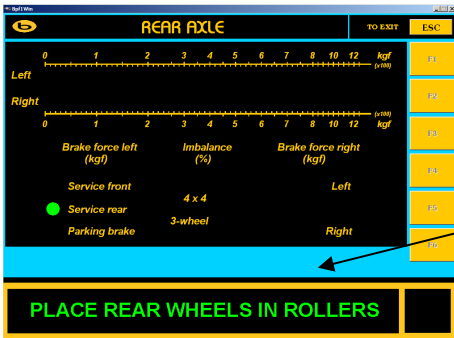 Bpf1Win
REAR AXLE
TO EXIT ESC
0 1 2 3 4 5 6 7 8 10 12 kgf
(x100)
F1
Left
Right
F2
(x100)
0 1 2 3 4 5 6 7 8 10 12 kgf
F3
Brake force left Imbalance Brake force right
(kgf) (%) (kgf)
F4
Service front Left
4 x 4
Service rear
F5
3-wheel
Parking brake Right
F6
PLACE REAR WHEELS IN ROLLERS